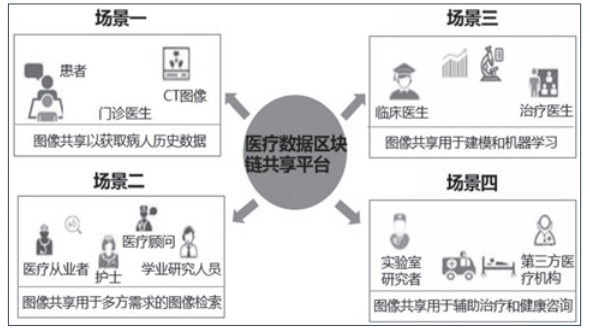 场景一
患者
CT图像
门诊医生
图像共享以获取病人历史数据
场景三
临床医生
治疗医生
图像共享用于建模和机器学习
医疗数据区块
链共享平台
场景二
医疗顾问
医疗从业者
护士
学业研究人员
图像共享用于多方需求的图像检索
场景四
实验室
研究者
第三方医
疗机构
图像共享用于辅助治疗和健康咨询